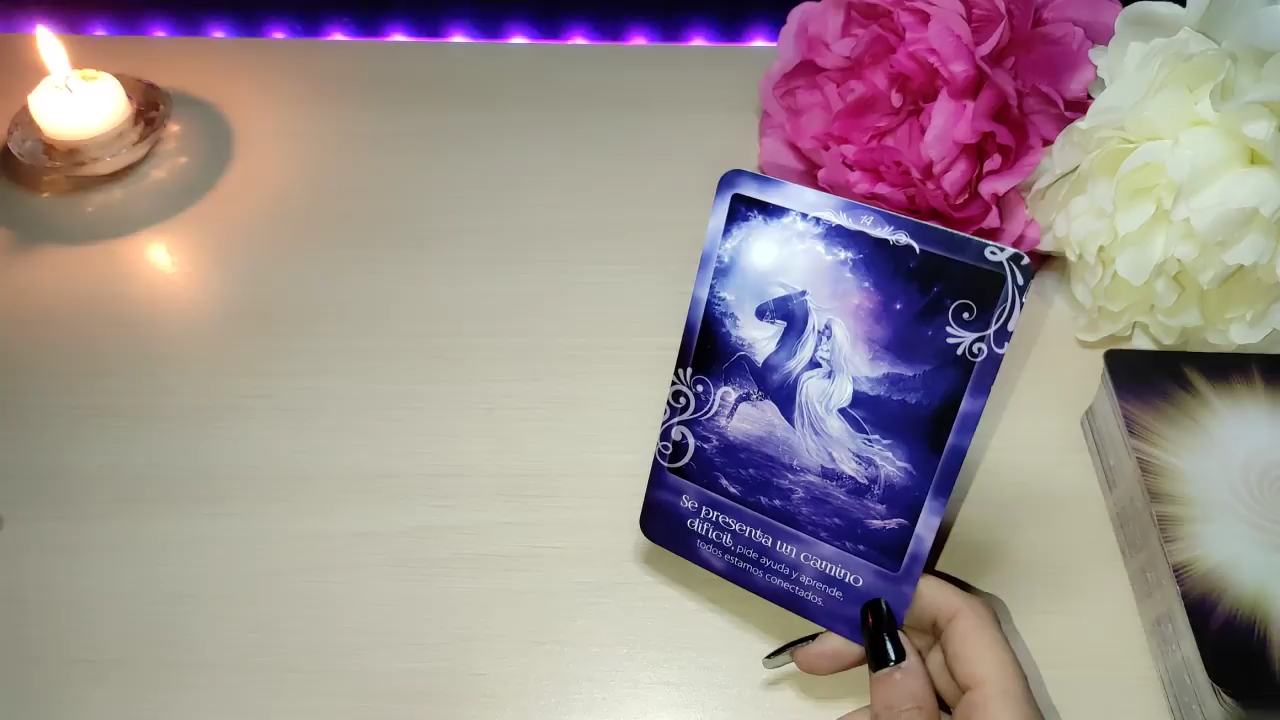 14
Se presenta un camino
difícil, pide ayuda y aprende,
todos estamos conectados.